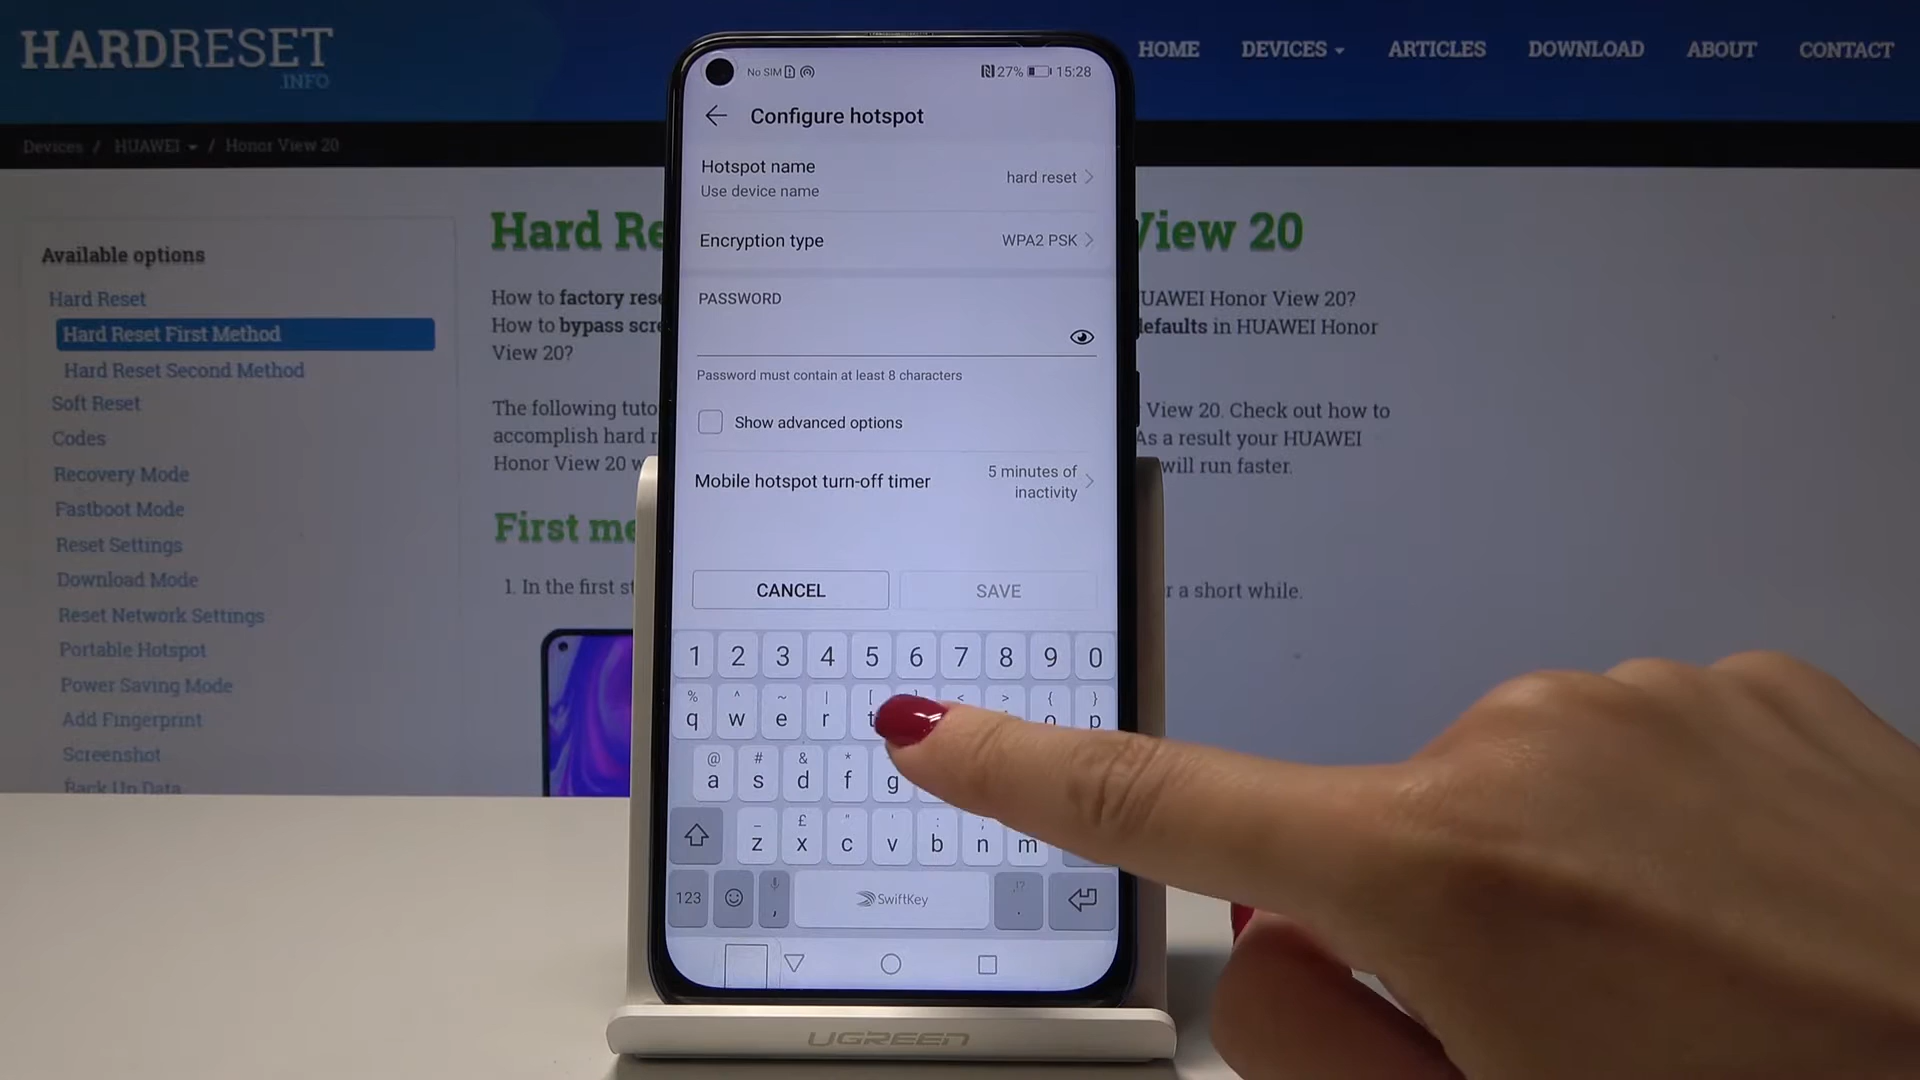 HARDRESET
.INFO
HOME DEVICES ARTICLES DOWNLOAD ABOUT CONTACT
Devices / HUAWEI / Honor View 20
Available options
Hard Reset
Hard Reset First Method
Hard Reset Second Method
Soft Reset
Codes
Recovery Mode
Fastboot Mode
Reset Settings
Download Mode
Reset Network Settings
Portable Hotspot
Power Saving Mode
Add Fingerprint
Screenshot
Back Up Data
Hard Re
View 20
How to factory rese
UAWEI Honor View 20?
How to bypass scre
defaults in HUAWEI Honor
View 20?
The following tuto
View 20. Check out how to
accomplish hard r
As a result your HUAWEI
Honor View 20 w
will run faster.
First me
1. In the first st
r a short while.
No SIM 27% 15:28
Configure hotspot
Hotspot name
Use device name
hard reset
Encryption type WPA2 PSK
PASSWORD
Password must contain at least 8 characters
Show advanced options
Mobile hotspot turn-off timer
5 minutes of
inactivity
CANCEL SAVE
1 2 3 4 5 6 7 8 9 0
% ^ ~ | [ ] < > { }
q w e r t o p
@ # & *
a s d f g
_ £ " ' : ;
z x c v b n m
123 , SwiftKey ,!? .
UGREEN